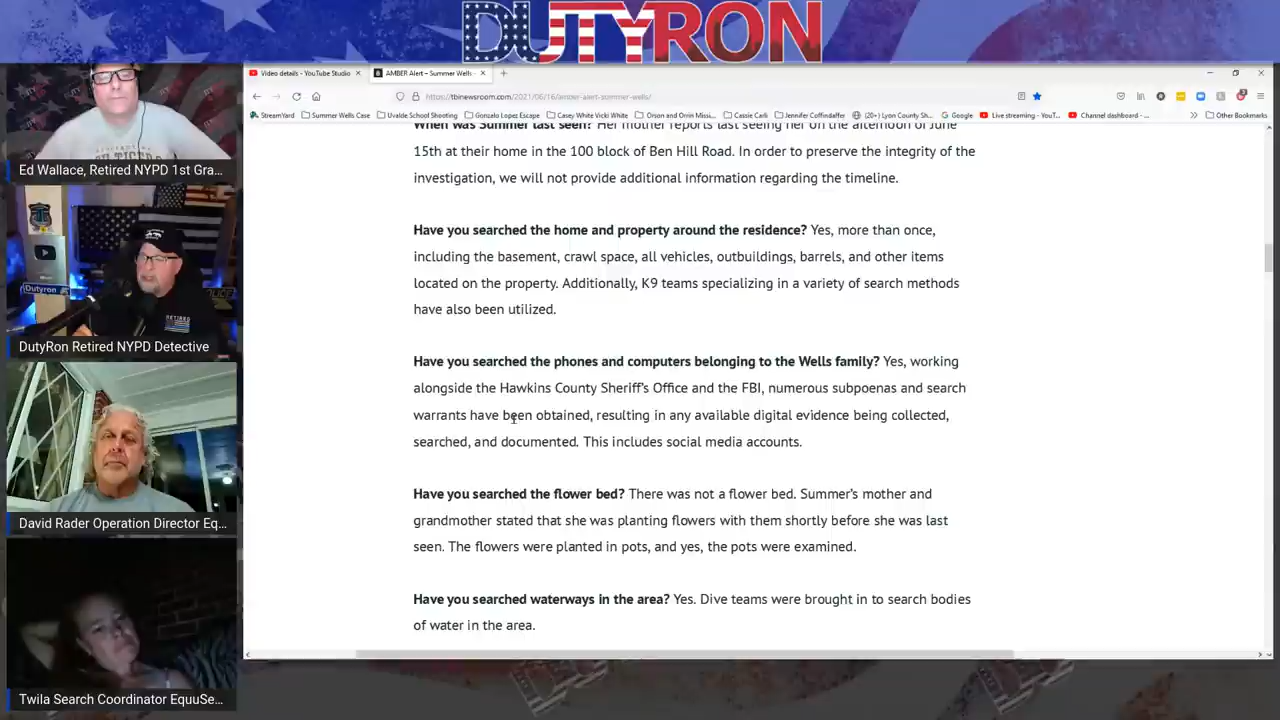 DUTYRON
Video details - YouTube Studio
AMBER Alert – Summer Wells -
https://tbinewsroom.com/2021/06/16/amber-alert-summer-wells/
StreamYard Summer Wells Case Uvalde School Shooting Gonzalo Lopez Escape Casey White Vicki White Orson and Orrin Missi... Cassie Carli Jennifer Coffindaffer (20+) Lyon County Sh... Google Live streaming - YouT... Channel dashboard - ... Other Bookmarks
When was Summer last seen? Her mother reports last seeing her on the afternoon of June
15th at their home in the 100 block of Ben Hill Road. In order to preserve the integrity of the
investigation, we will not provide additional information regarding the timeline.
Have you searched the home and property around the residence? Yes, more than once,
including the basement, crawl space, all vehicles, outbuildings, barrels, and other items
located on the property. Additionally, K9 teams specializing in a variety of search methods
have also been utilized.
Have you searched the phones and computers belonging to the Wells family? Yes, working
alongside the Hawkins County Sheriff's Office and the FBI, numerous subpoenas and search
warrants have been obtained, resulting in any available digital evidence being collected,
searched, and documented. This includes social media accounts.
Have you searched the flower bed? There was not a flower bed. Summer's mother and
grandmother stated that she was planting flowers with them shortly before she was last
seen. The flowers were planted in pots, and yes, the pots were examined.
Have you searched waterways in the area? Yes. Dive teams were brought in to search bodies
of water in the area.
Ed Wallace, Retired NYPD 1st Gra...
Dutyron
RETIRED
DutyRon Retired NYPD Detective
David Rader Operation Director Eq...
Twila Search Coordinator EquuSe...